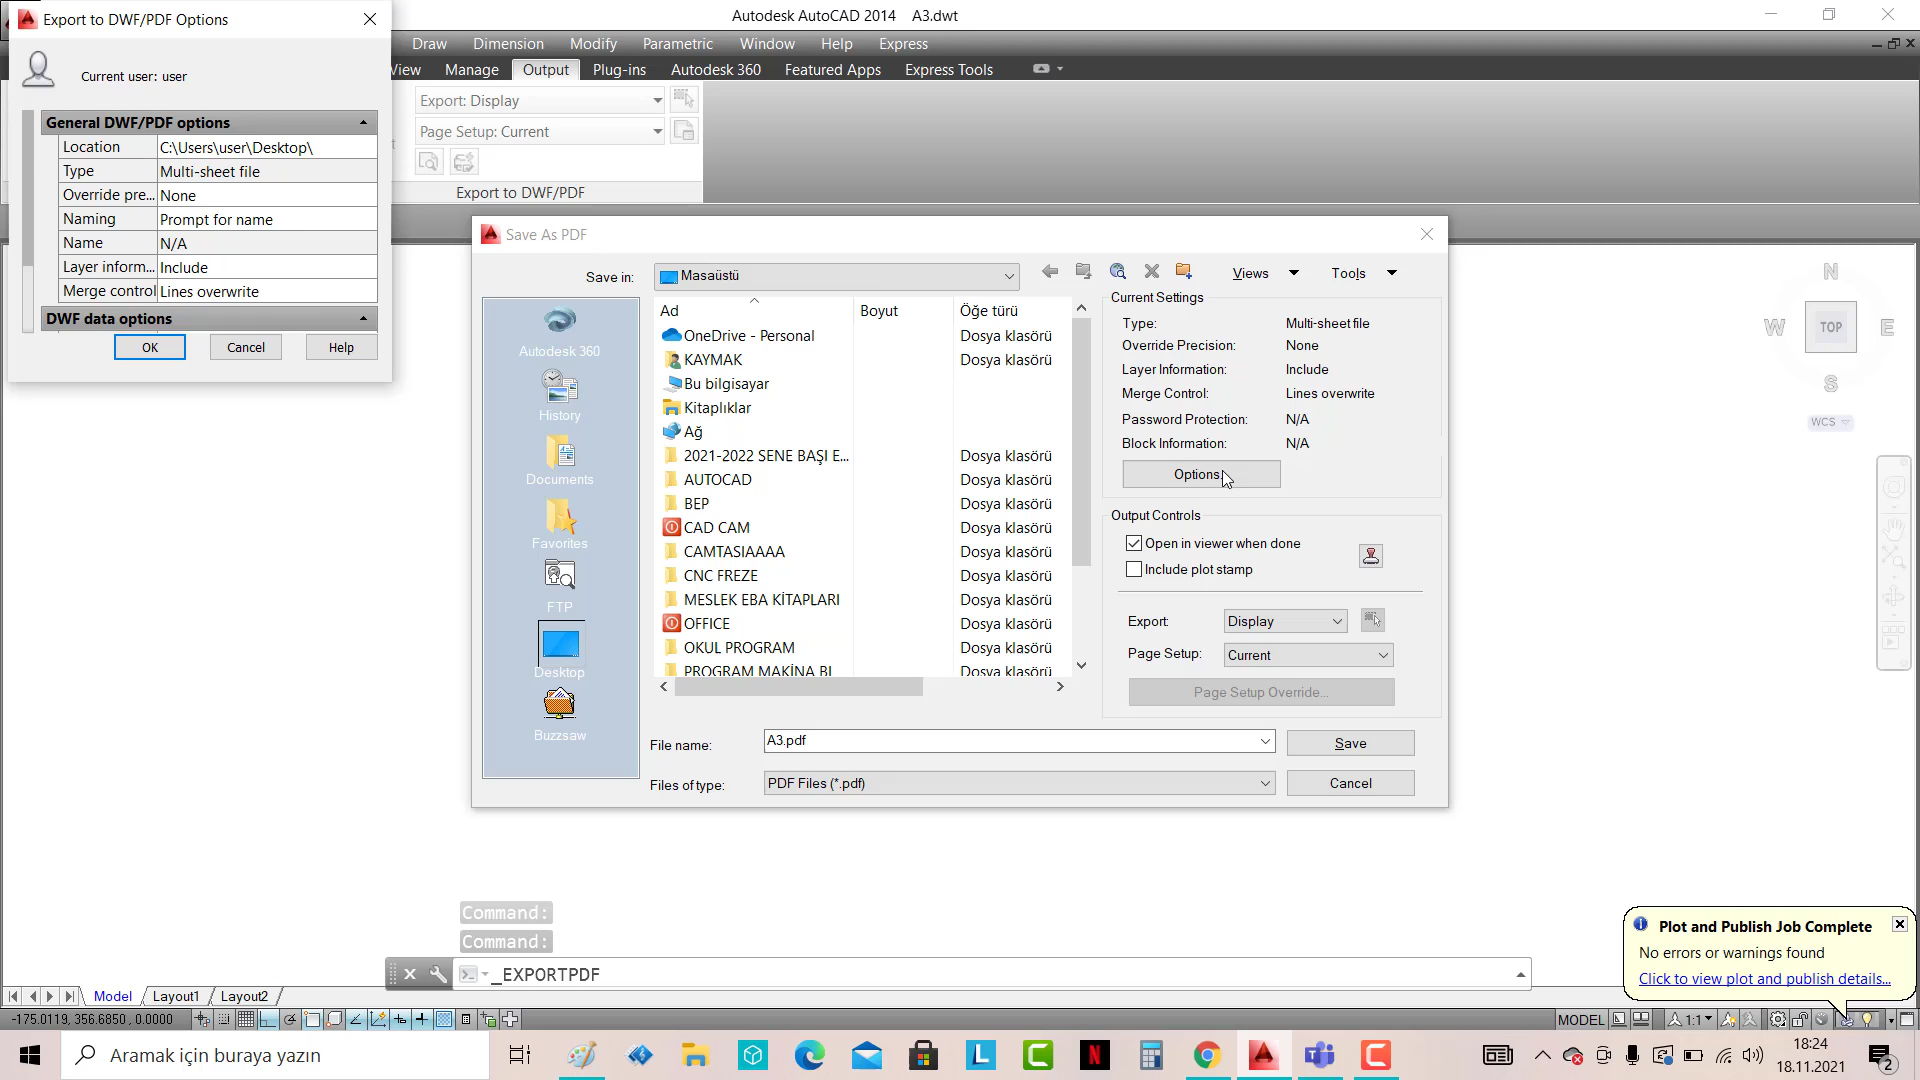 Export to DWF/PDF Options
Autodesk AutoCAD 2014 A3.dwt
Draw Dimension Modify Parametric Window Help Express
View Manage Output Plug-ins Autodesk 360 Featured Apps Express Tools
Current user: user
Export: Display
Page Setup: Current
Export to DWF/PDF
General DWF/PDF options
Location C:\Users\user\Desktop\
Type Multi-sheet file
Override pre... None
Naming Prompt for name
Name N/A
Layer inform... Include
Merge control Lines overwrite
DWF data options
OK Cancel Help
Save As PDF
Save in: Masaüstü
Views Tools
Autodesk 360
History
Documents
Favorites
FTP
Desktop
Buzzsaw
Ad Boyut Öğe türü
OneDrive - Personal Dosya klasörü
KAYMAK Dosya klasörü
Bu bilgisayar
Kitaplıklar
Ağ
2021-2022 SENE BAŞI E... Dosya klasörü
AUTOCAD Dosya klasörü
BEP Dosya klasörü
CAD CAM Dosya klasörü
CAMTASIAAAA Dosya klasörü
CNC FREZE Dosya klasörü
MESLEK EBA KİTAPLARI Dosya klasörü
OFFICE Dosya klasörü
OKUL PROGRAM Dosya klasörü
PROGRAM MAKİNA BI Dosya klasörü
Current Settings
Type: Multi-sheet file
Override Precision: None
Layer Information: Include
Merge Control: Lines overwrite
Password Protection: N/A
Block Information: N/A
Options
Output Controls
Open in viewer when done
Include plot stamp
Export: Display
Page Setup: Current
Page Setup Override...
File name: A3.pdf
Save
Files of type: PDF Files (*.pdf)
Cancel
N
W TOP E
S
WCS
Command:
Command:
_EXPORTPDF
Plot and Publish Job Complete
No errors or warnings found
Click to view plot and publish details...
Model Layout1 Layout2
-175.0119, 356.6850 , 0.0000
MODEL 1:1
Aramak için buraya yazın
18:24
18.11.2021
2